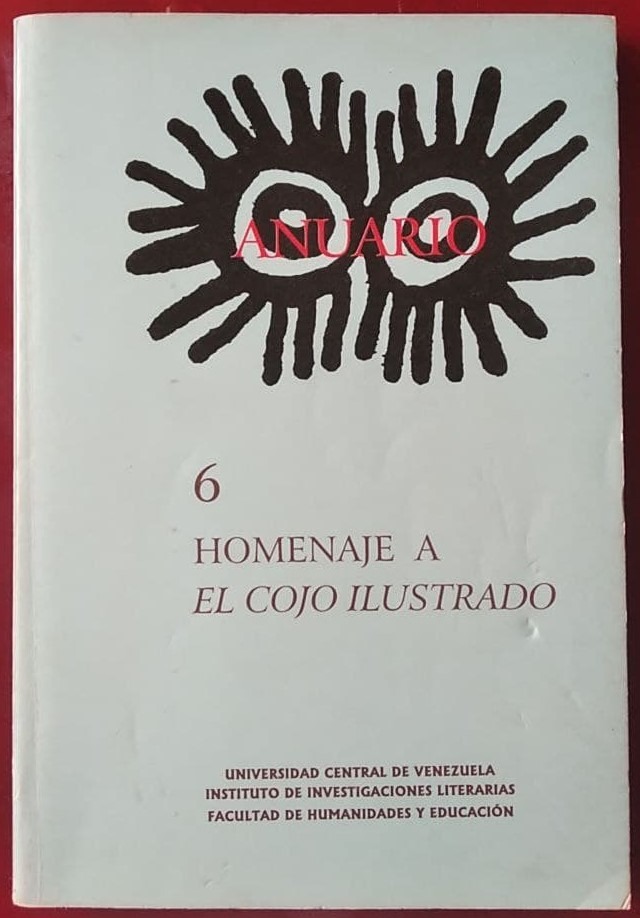 ANUARIO
6
HOMENAJE A
EL COJO ILUSTRADO
UNIVERSIDAD CENTRAL DE VENEZUELA
INSTITUTO DE INVESTIGACIONES LITERARIAS
FACULTAD DE HUMANIDADES Y EDUCACIÓN